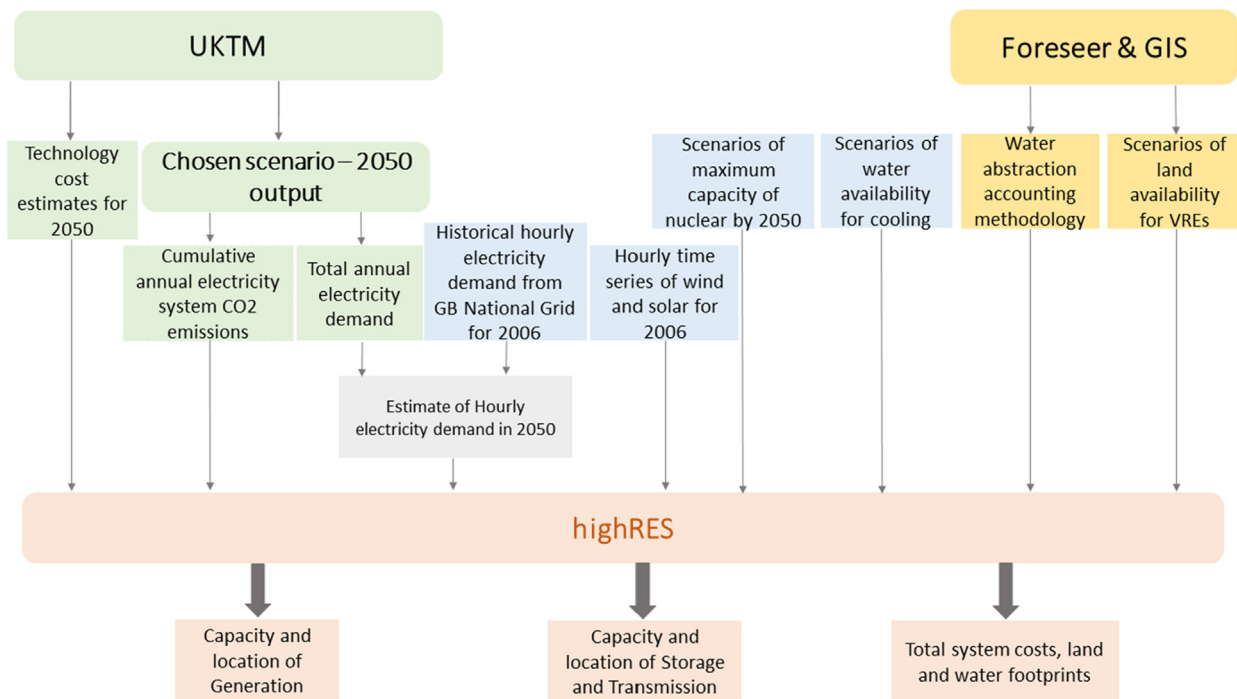 UKTM
Foreseer & GIS
Technology
cost
estimates for
2050
Chosen scenario – 2050
output
Scenarios of
maximum
capacity of
nuclear by 2050
Scenarios of
water
availability
for cooling
Water
abstraction
accounting
methodology
Scenarios of
land
availability
for VREs
Cumulative
annual electricity
system CO2
emissions
Total annual
electricity
demand
Historical hourly
electricity
demand from
GB National Grid
for 2006
Hourly time
series of wind
and solar for
2006
Estimate of Hourly
electricity demand in 2050
highRES
Capacity and
location of
Generation
Capacity and
location of Storage
and Transmission
Total system costs, land
and water footprints